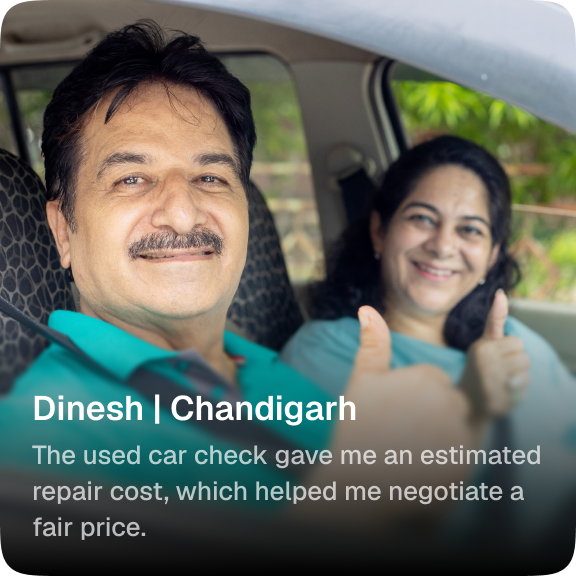 Dinesh | Chandigarh
The used car check gave me an estimated
repair cost, which helped me negotiate a
fair price.